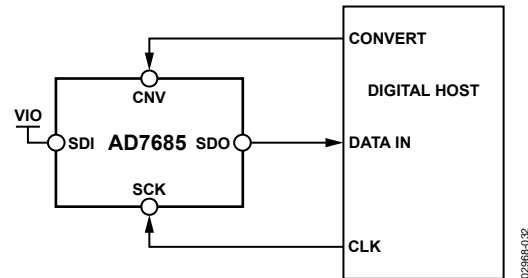 CONVERT
CNV
DIGITAL HOST
VIO
SDI AD7685 SDO
DATA IN
SCK
CLK
02968-032